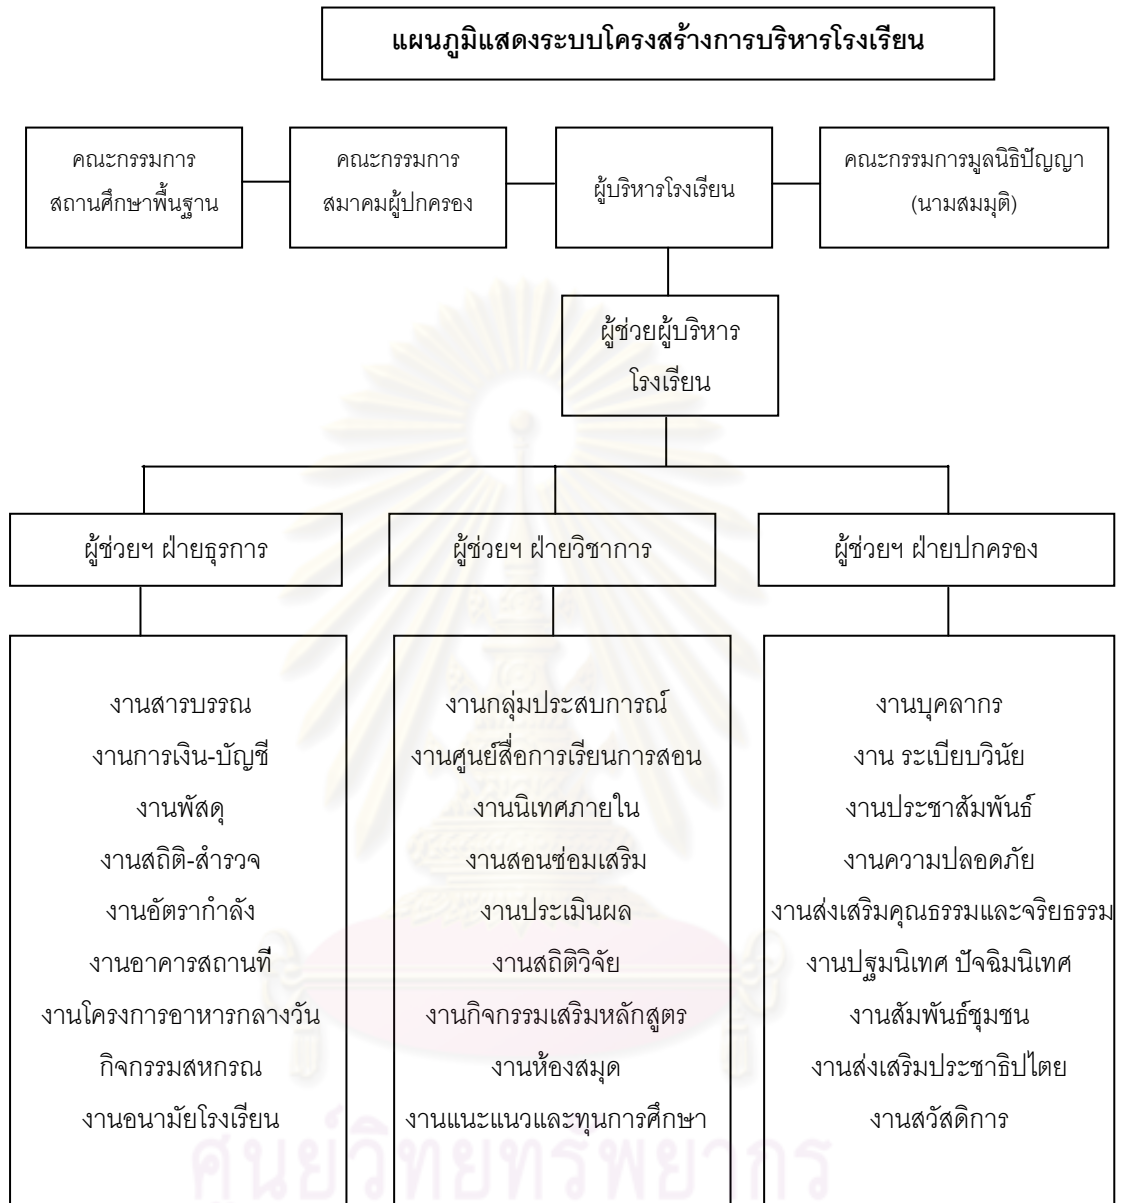 แผนภูมิแสดงระบบโครงสร้างการบริหารโรงเรียน
คณะกรรมการ
สถานศึกษาพื้นฐาน
คณะกรรมการ
สมาคมผู้ปกครอง
ผู้บริหารโรงเรียน
คณะกรรมการมูลนิธิปัญญา
(นามสมมุติ)
ผู้ช่วยผู้บริหาร
โรงเรียน
ผู้ช่วยฯ ฝ่ายธุรการ
ผู้ช่วยฯ ฝ่ายวิชาการ
ผู้ช่วยฯ ฝ่ายปกครอง
งานสารบรรณ
งานการเงิน-บัญชี
งานพัสดุ
งานสถิติ-สำรวจ
งานอัตรากำลัง
งานอาคารสถานที่
งานโครงการอาหารกลางวัน
กิจกรรมสหกรณ
งานอนามัยโรงเรียน
งานกลุ่มประสบการณ์
งานศูนย์สื่อการเรียนการสอน
งานนิเทศภายใน
งานสอนซ่อมเสริม
งานประเมินผล
งานสถิติวิจัย
งานกิจกรรมเสริมหลักสูตร
งานห้องสมุด
งานแนะแนวและทุนการศึกษา
งานบุคลากร
งาน ระเบียบวินัย
งานประชาสัมพันธ์
งานความปลอดภัย
งานส่งเสริมคุณธรรมและจริยธรรม
งานปฐมนิเทศ ปัจฉิมนิเทศ
งานสัมพันธ์ชุมชน
งานส่งเสริมประชาธิปไตย
งานสวัสดิการ
ศูนย์วิทยทรัพยากร